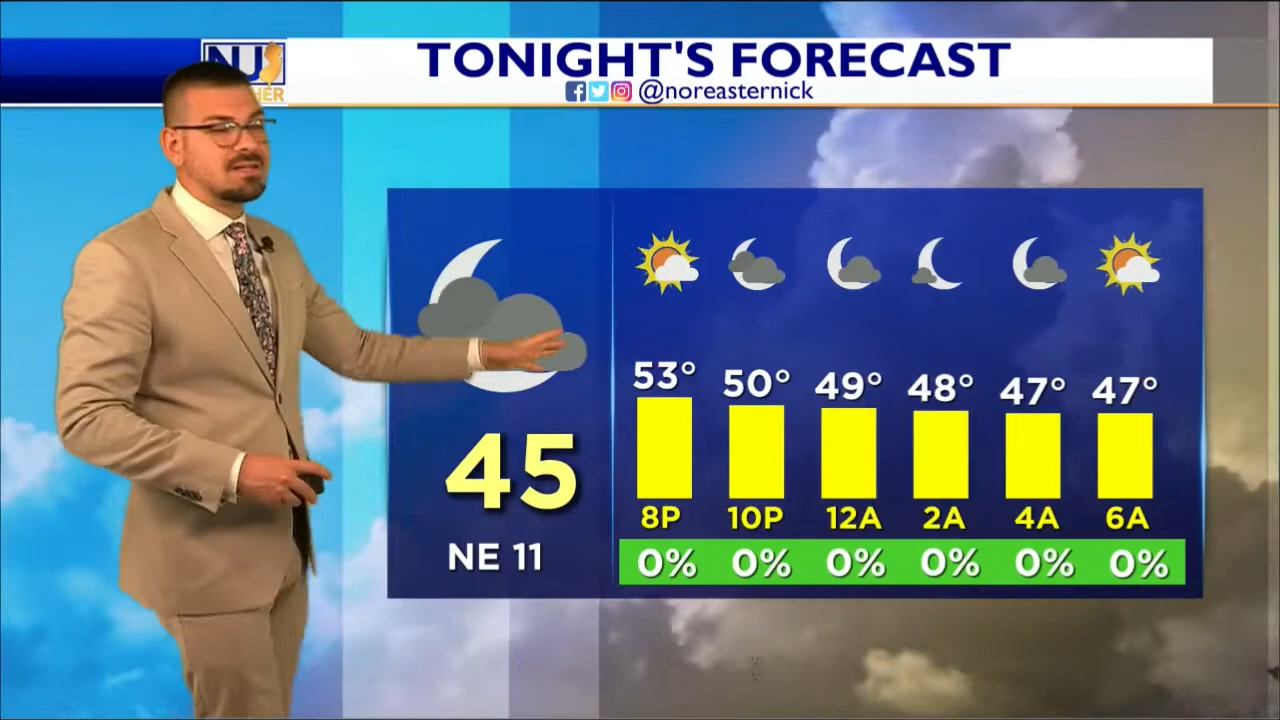 NJ
TONIGHT'S FORECAST
@noreasternick
53° 50° 49° 48° 47° 47°
45
8P 10P 12A 2A 4A 6A
NE 11
0% 0% 0% 0% 0% 0%